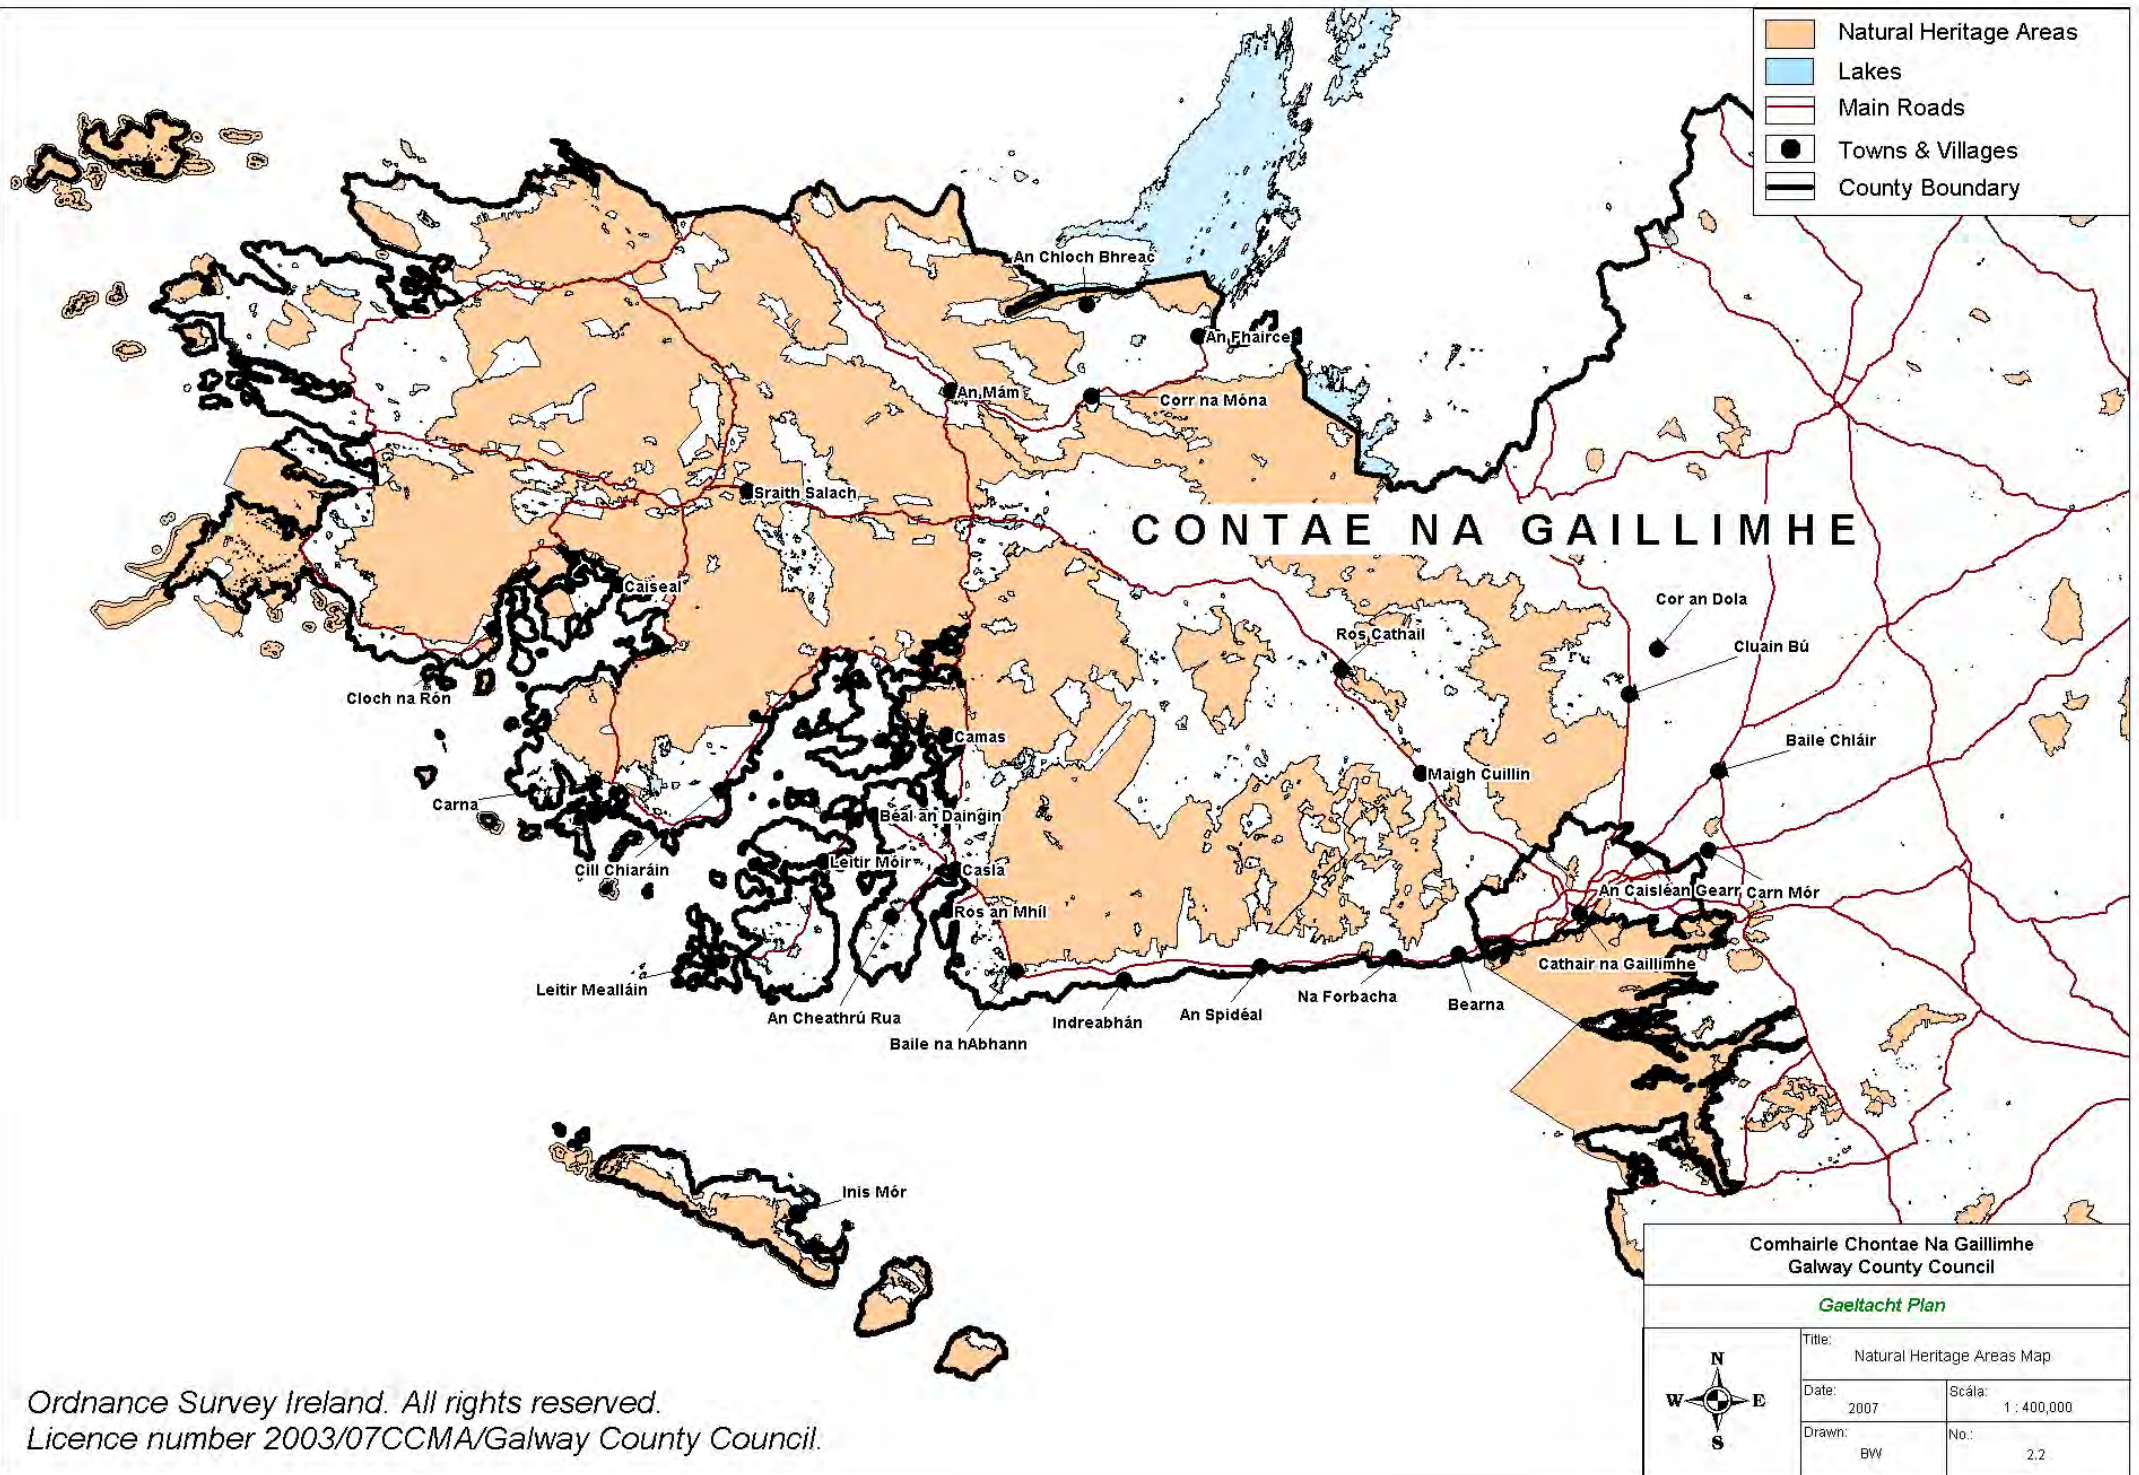 Natural Heritage Areas
Lakes
Main Roads
Towns & Villages
County Boundary
An Chloch Bhreac
An Fhairce
An Mám
Corr na Móna
Sraith Salach
CONTAE NA GAILLIMHE
Caiseal
Cor an Dola
Ros Cathail
Cluain Bú
Cloch na Rón
Camas
Baile Chláir
Maigh Cuillin
Carna
Béal an Daingin
Leitir Móir
Cill Chiaráin
Casla
An Caisleán Gearr
Carn Mór
Ros an Mhíl
Cathair na Gaillimhe
Leitir Mealláin
Na Forbacha
Bearna
An Cheathrú Rua
Indreabhán
An Spidéal
Baile na hAbhann
Inis Mór
Comhairle Chontae Na Gaillimhe
Galway County Council
Gaeltacht Plan
N
W
E
S
Title:
Natural Heritage Areas Map
Date:
2007
Scála:
1 : 400,000
Drawn:
BW
No.:
2.2
Ordnance Survey Ireland. All rights reserved.
Licence number 2003/07CCMA/Galway County Council.